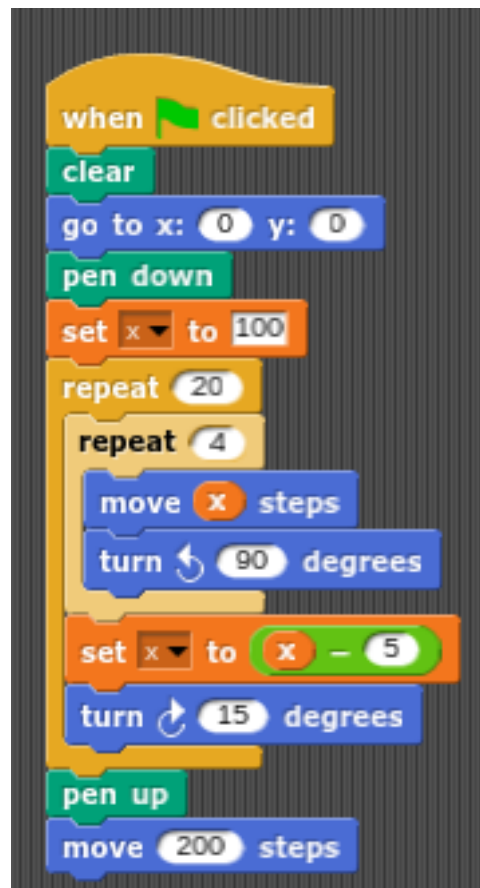 when clicked
clear
go to x: 0 y: 0
pen down
set x to 100
repeat 20
repeat 4
move x steps
turn 90 degrees
set x to x - 5
turn 15 degrees
pen up
move 200 steps